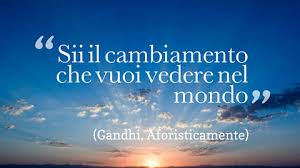 “Sii il cambiamento
che vuoi vedere nel
mondo”
(Gandhi, Aforisticamente)